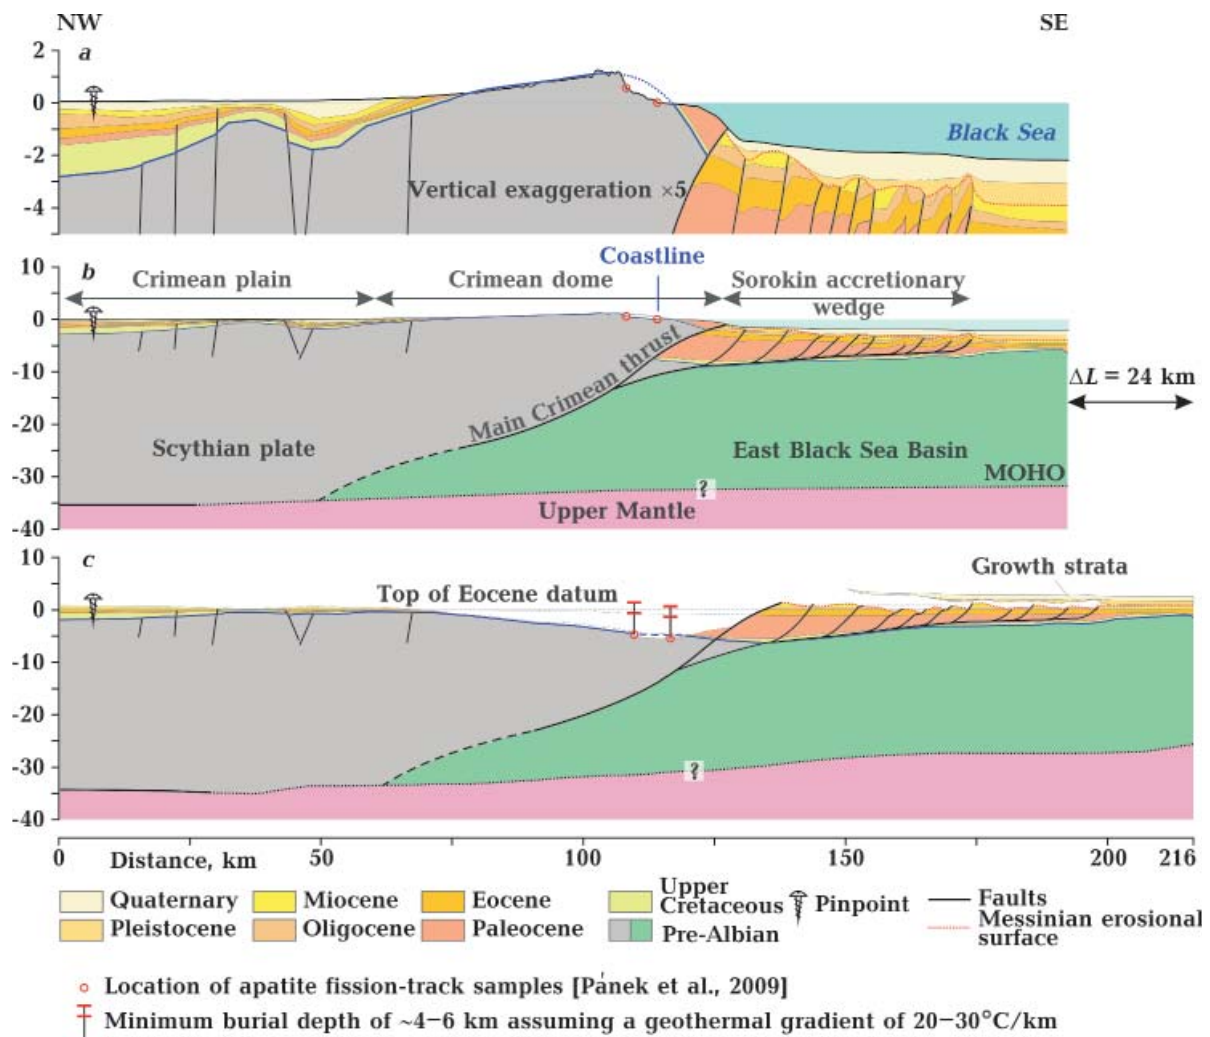 NW SE
a
2
0
-2
-4
Black Sea
Vertical exaggeration ×5
10
0
-10
-20
-30
-40
b
Coastline
Crimean plain Crimean dome Sorokin accretionary
wedge
Main Crimean thrust
ΔL = 24 km
Scythian plate East Black Sea Basin
MOHO
?
Upper Mantle
10
0
-10
-20
-30
-40
c
Growth strata
Top of Eocene datum
?
0 Distance, km 50 100 150 200 216
Quaternary Miocene Eocene Upper
Cretaceous Pinpoint Faults
Pleistocene Oligocene Paleocene Pre-Albian Messinian erosional
surface
Location of apatite fission-track samples [Pánek et al., 2009]
Minimum burial depth of ~4–6 km assuming a geothermal gradient of 20–30°C/km